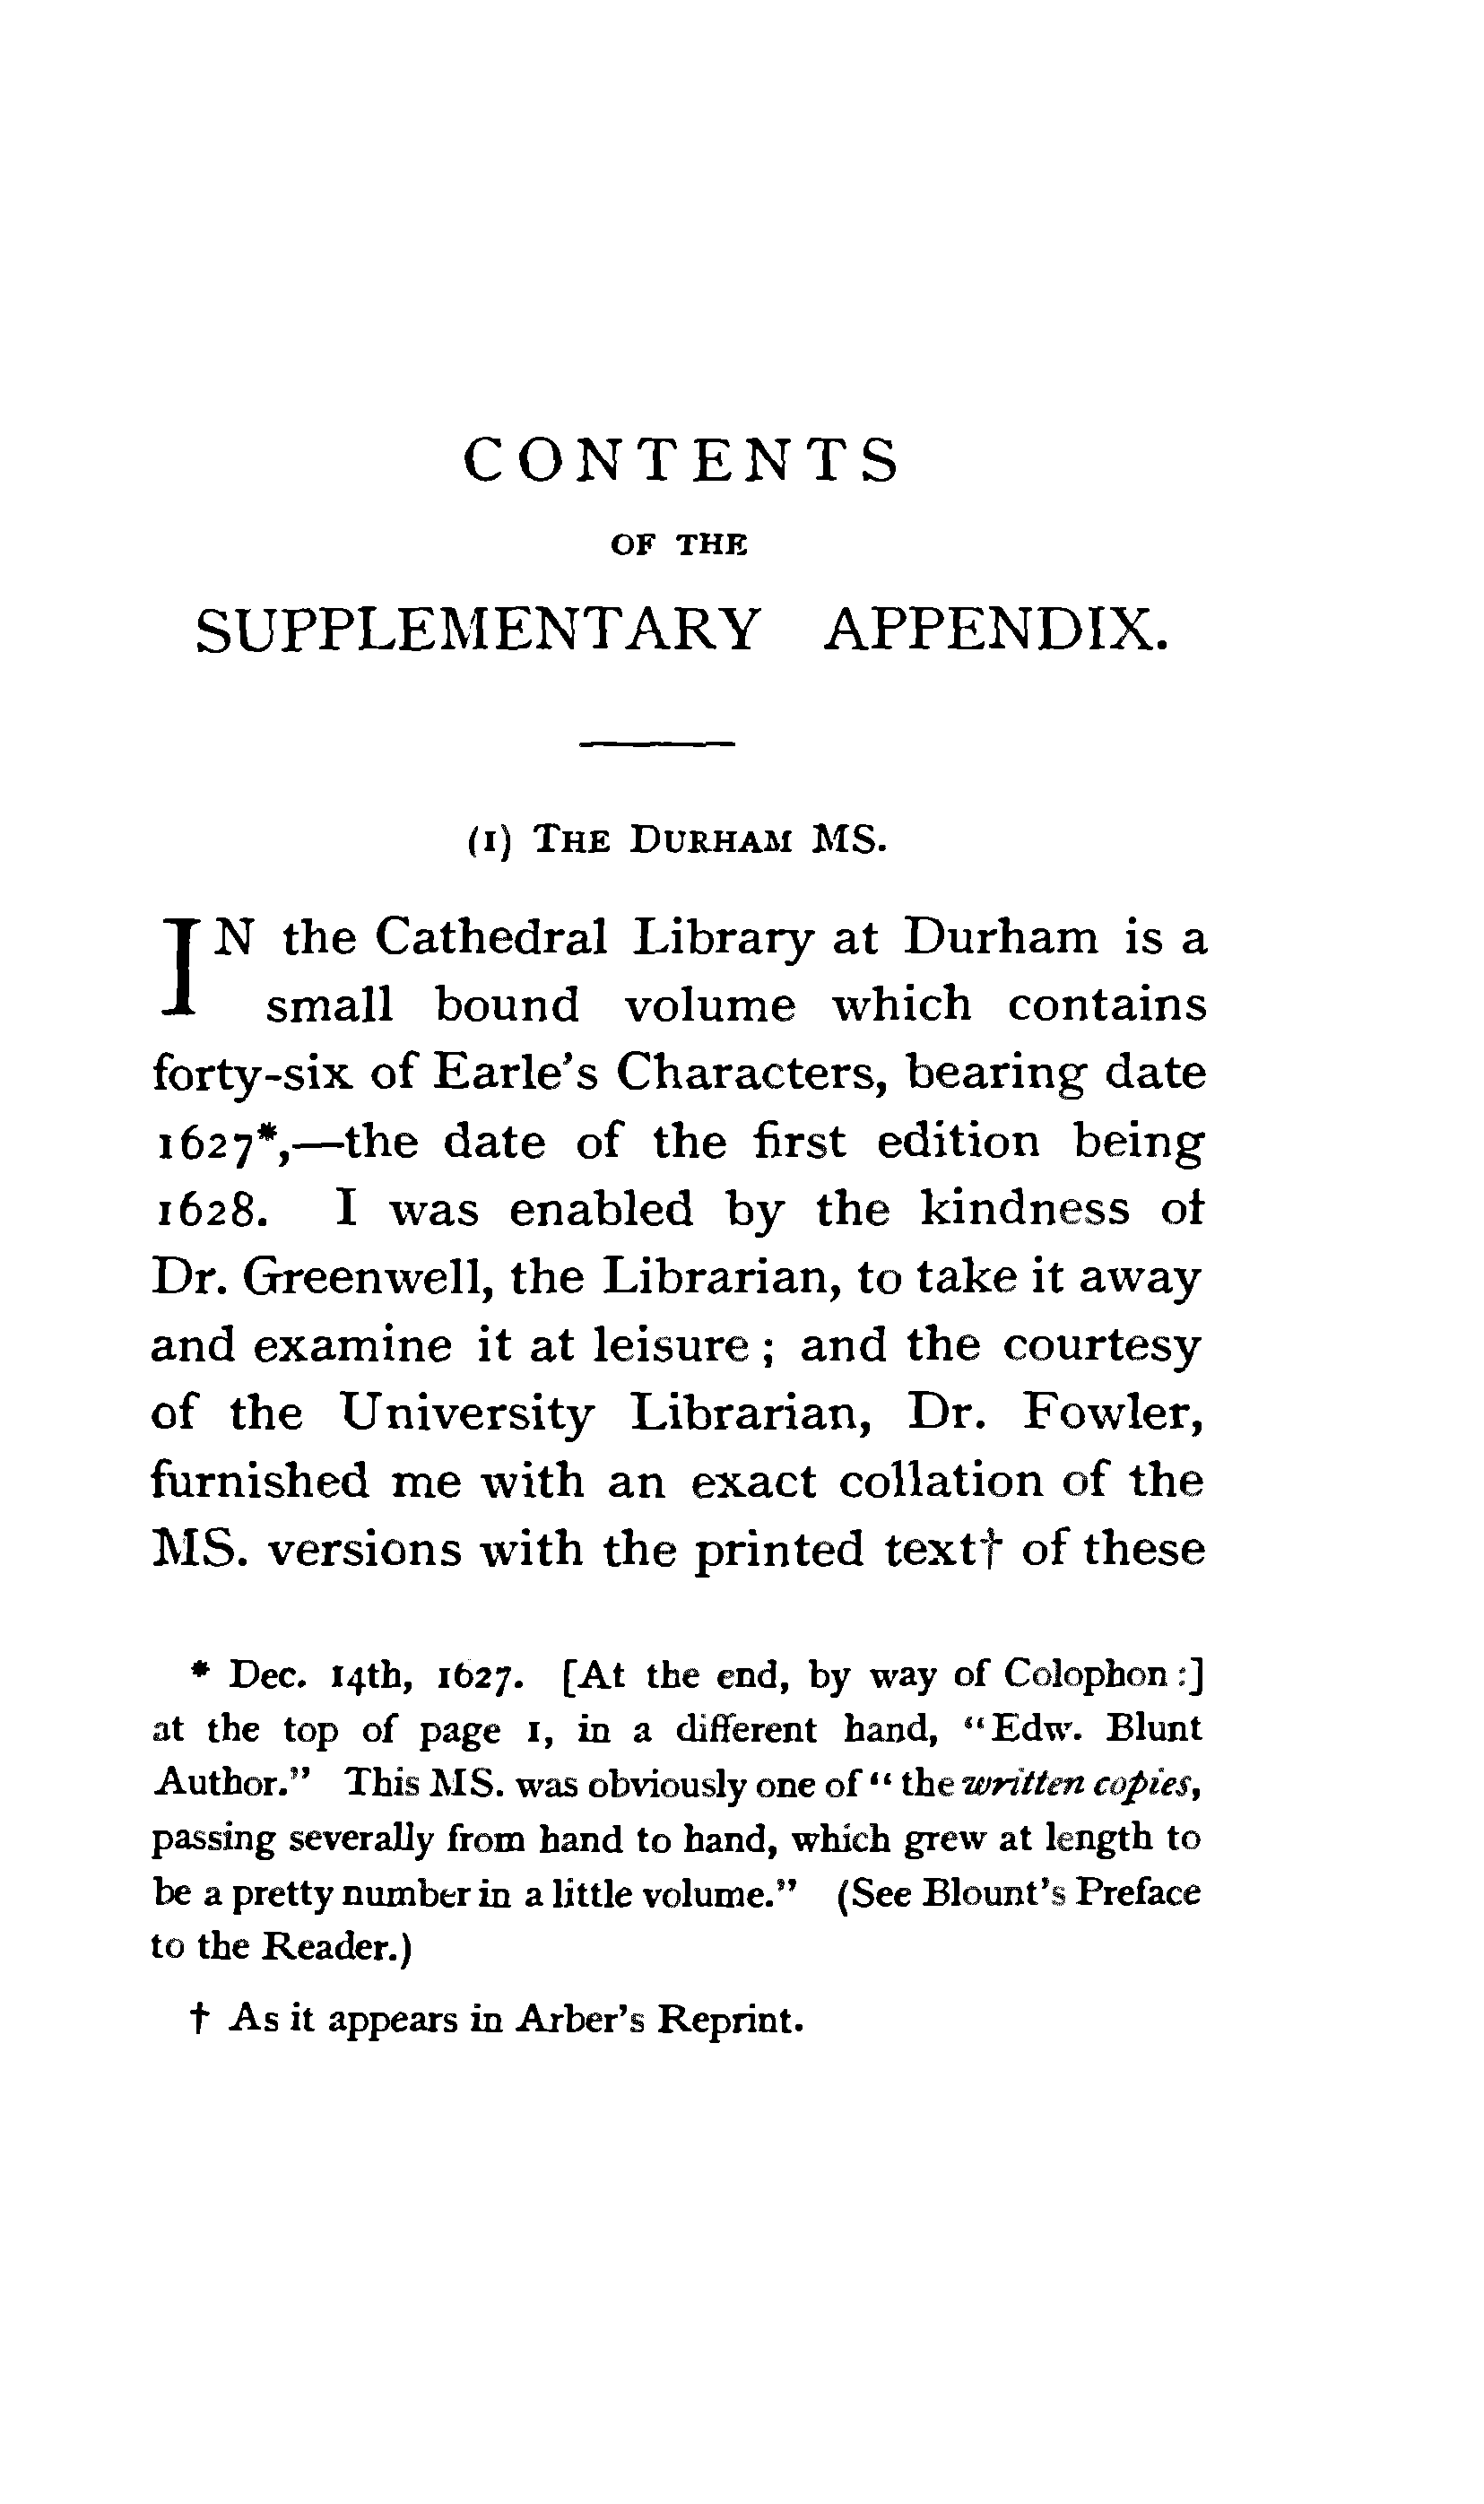 CONTENTS
OF THE
SUPPLEMENTARY APPENDIX.
(1) THE DURHAM MS.
IN the Cathedral Library at Durham is a
small bound volume which contains
forty-six of Earle's Characters, bearing date
1627*,—the date of the first edition being
1628. I was enabled by the kindness of
Dr. Greenwell, the Librarian, to take it away
and examine it at leisure ; and the courtesy
of the University Librarian, Dr. Fowler,
furnished me with an exact collation of the
MS. versions with the printed text† of these
* Dec. 14th, 1627. [At the end, by way of Colophon :]
at the top of page 1, in a different hand, "Edw. Blunt
Author." This MS. was obviously one of " the written copies,
passing severally from hand to hand, which grew at length to
be a pretty number in a little volume." (See Blount's Preface
to the Reader.)
† As it appears in Arber's Reprint.